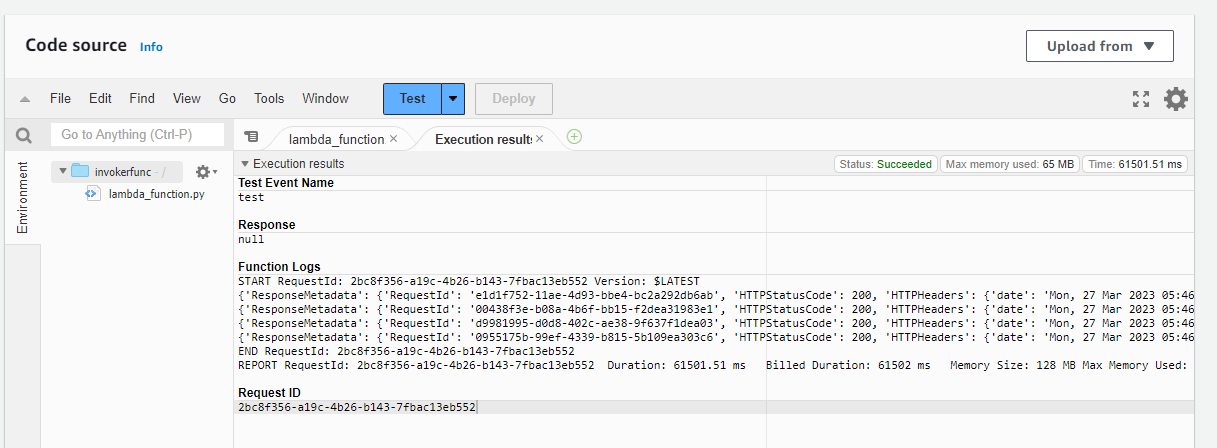 Code source Info
Upload from
File Edit Find View Go Tools Window Test Deploy
Go to Anything (Ctrl-P)
lambda_function
Execution results
Environment
invokerfunc - /
lambda_function.py
Execution results
Status: Succeeded
Max memory used: 65 MB
Time: 61501.51 ms
Test Event Name
test
Response
null
Function Logs
START RequestId: 2bc8f356-a19c-4b26-b143-7fbac13eb552 Version: $LATEST
{'ResponseMetadata': {'RequestId': 'e1d1f752-11ae-4d93-bbe4-bc2a292db6ab', 'HTTPStatusCode': 200, 'HTTPHeaders': {'date': 'Mon, 27 Mar 2023 05:46
{'ResponseMetadata': {'RequestId': '00438f3e-b08a-4b6f-bb15-f2dea31983e1', 'HTTPStatusCode': 200, 'HTTPHeaders': {'date': 'Mon, 27 Mar 2023 05:46
{'ResponseMetadata': {'RequestId': 'd9981995-d0d8-402c-ae38-9f637f1dea03', 'HTTPStatusCode': 200, 'HTTPHeaders': {'date': 'Mon, 27 Mar 2023 05:46
{'ResponseMetadata': {'RequestId': '0955175b-99ef-4339-b815-5b109ea303c6', 'HTTPStatusCode': 200, 'HTTPHeaders': {'date': 'Mon, 27 Mar 2023 05:46
END RequestId: 2bc8f356-a19c-4b26-b143-7fbac13eb552
REPORT RequestId: 2bc8f356-a19c-4b26-b143-7fbac13eb552 Duration: 61501.51 ms Billed Duration: 61502 ms Memory Size: 128 MB Max Memory Used:
Request ID
2bc8f356-a19c-4b26-b143-7fbac13eb552